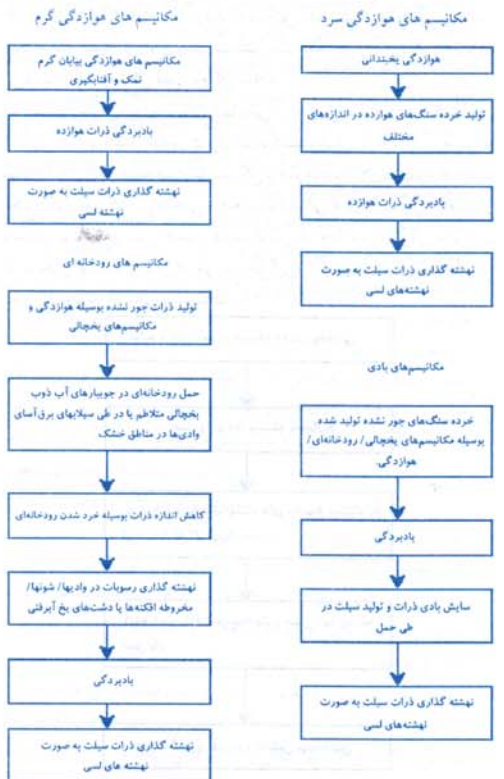 مکانیسم های هوازدگی سرد
هوازدگی یخبندانی
تولید خرده سنگ‌های هوازده در اندازه‌های
مختلف
بادبردگی ذرات هوازده
نهشته گذاری ذرات سیلت به صورت
نهشته‌های لسی
مکانیسم های هوازدگی گرم
مکانیسم های هوازدگی بیابان گرم
نمک و آفتابگیری
بادبردگی ذرات هوازده
نهشته گذاری ذرات سیلت به صورت
نهشته لسی
مکانیسم‌های بادی
خرده سنگ‌های جور نشده تولید شده
بوسیله مکانیسم‌های یخچالی/ رودخانه‌ای/
هوازدگی.
بادبردگی
سایش بادی ذرات و تولید سیلت در
طی حمل
نهشته گذاری ذرات سیلت به صورت
نهشته‌های لسی
مکانیسم های رودخانه ای
تولید ذرات جور نشده بوسیله هوازدگی و
مکانیسم‌های یخچالی
حمل رودخانه‌ای در جویبارهای آب ذوب
یخچالی متلاطم یا در طی سیلابهای برق‌آسای
وادی‌ها در مناطق خشک
کاهش اندازه ذرات بوسیله خرد شدن رودخانه‌ای
نهشته گذاری رسوبات در وادیها/ شونها/
مخروطه افکنه‌ها یا دشت‌های یخ آبرفتی
بادبردگی
نهشته گذاری ذرات سیلت به صورت
نهشته های لسی